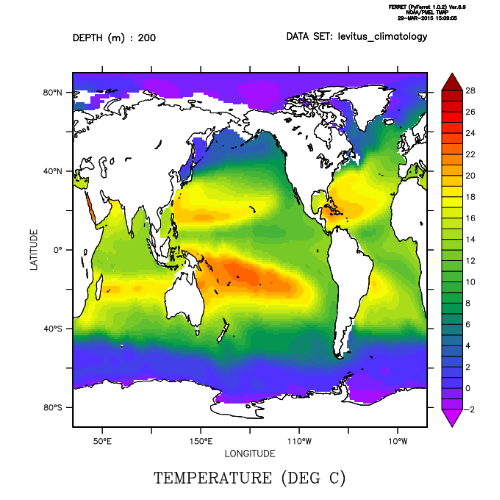 FERRET (PyFerret 1.0.2) Ver.6.9
NOAA/PMEL TMAP
29-MAR-2015 15:09:05
DEPTH (m) : 200
DATA SET: levitus_climatology
80°N
40°N
0°
40°S
80°S
LATITUDE
50°E
150°E
110°W
10°W
LONGITUDE
28
26
24
22
20
18
16
14
12
10
8
6
4
2
0
-2
TEMPERATURE (DEG C)